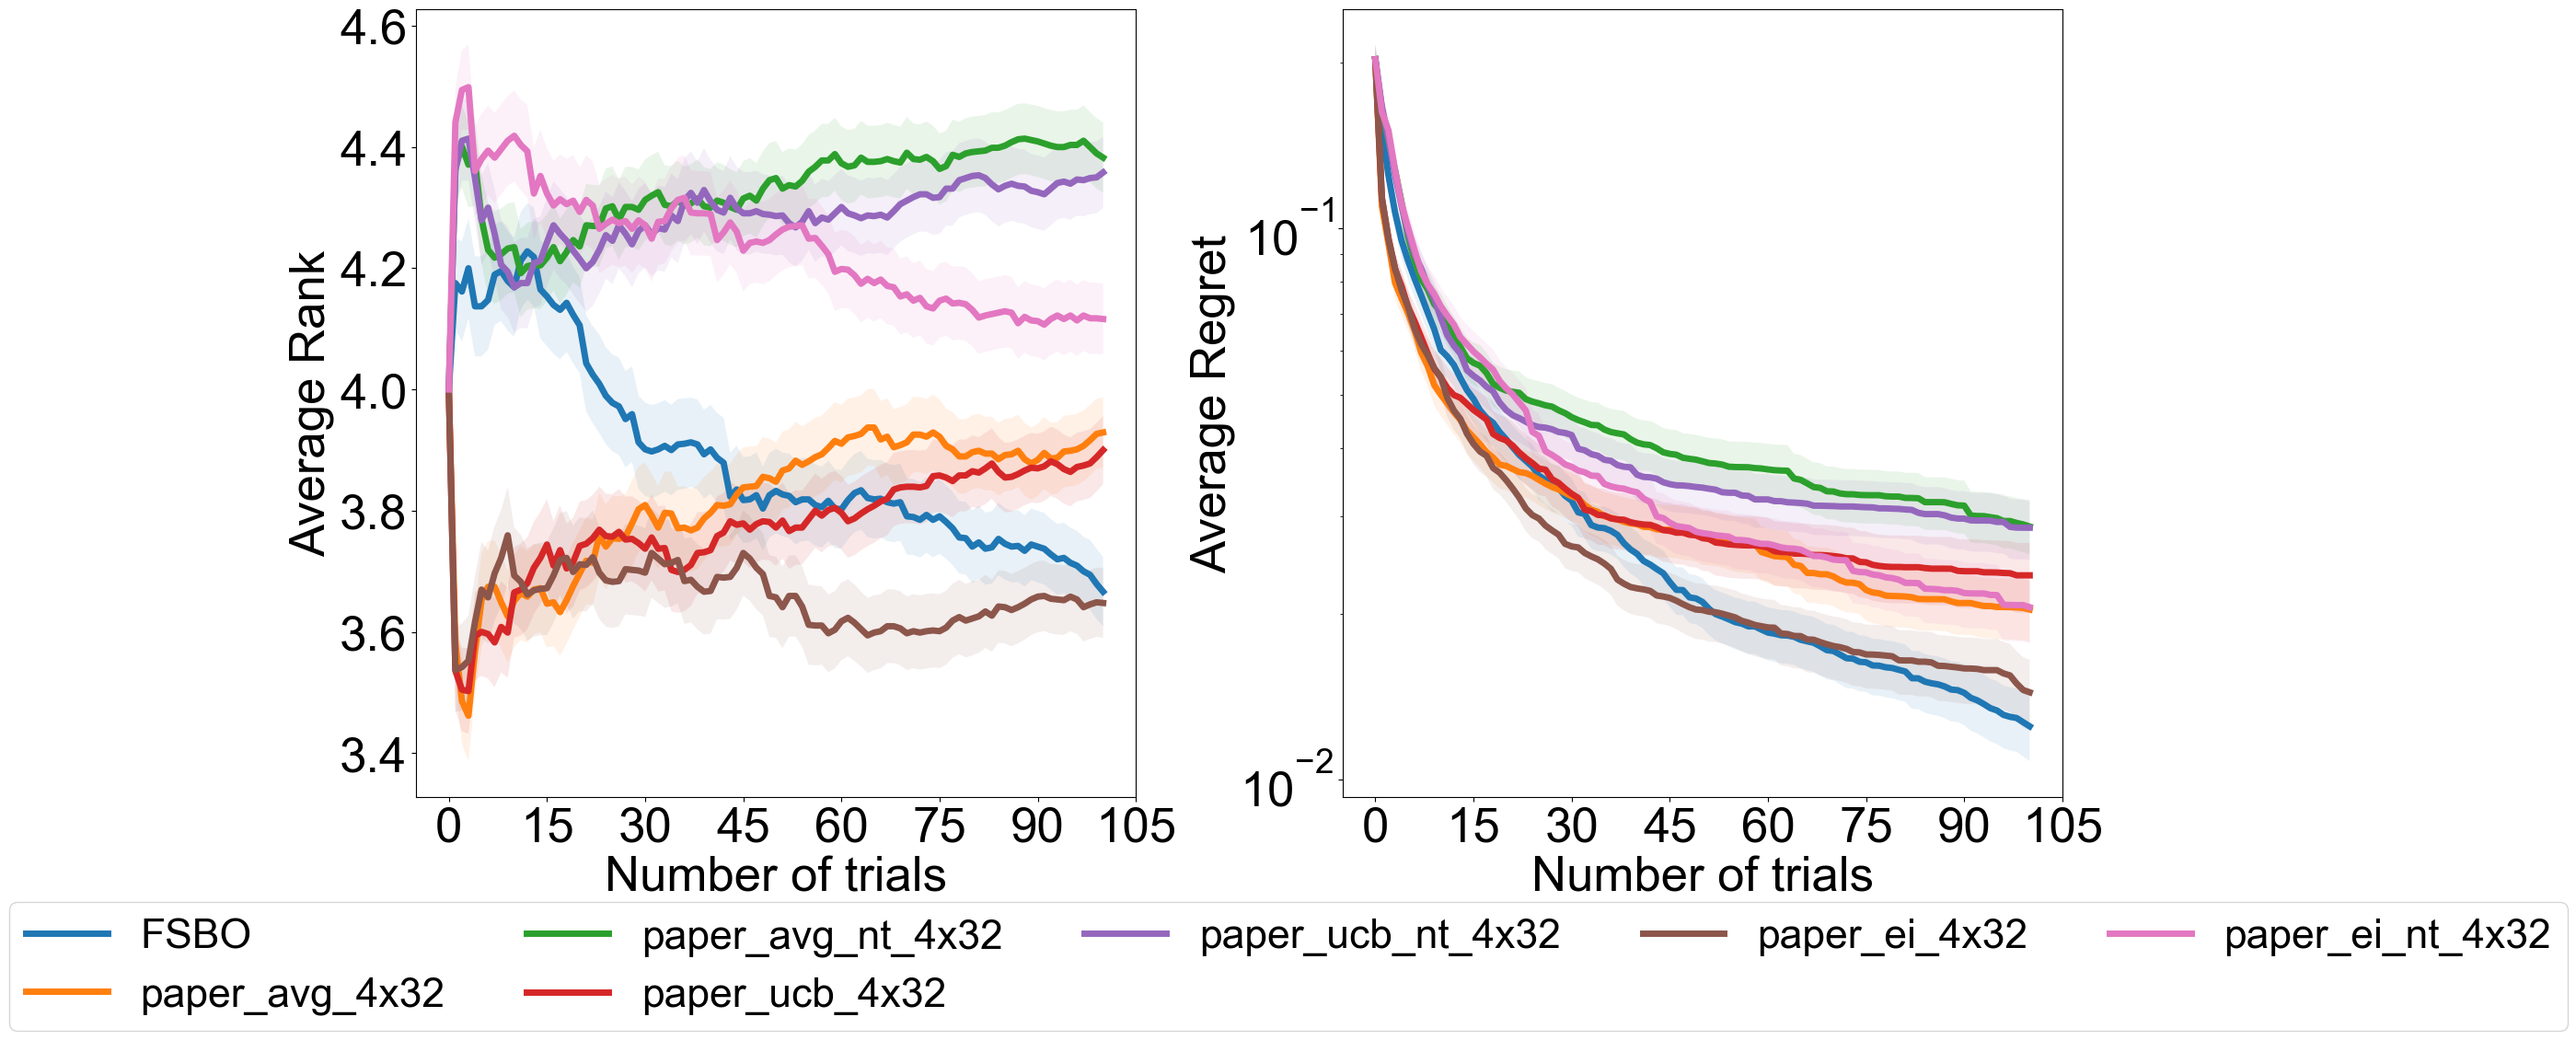 Average Rank
4.6
4.4
4.2
4.0
3.8
3.6
3.4
0 15 30 45 60 75 90 105
Number of trials
Average Regret
10−1
10−2
0 15 30 45 60 75 90 105
Number of trials
FSBO paper_avg_nt_4x32 paper_ucb_nt_4x32 paper_ei_4x32 paper_ei_nt_4x32
paper_avg_4x32 paper_ucb_4x32